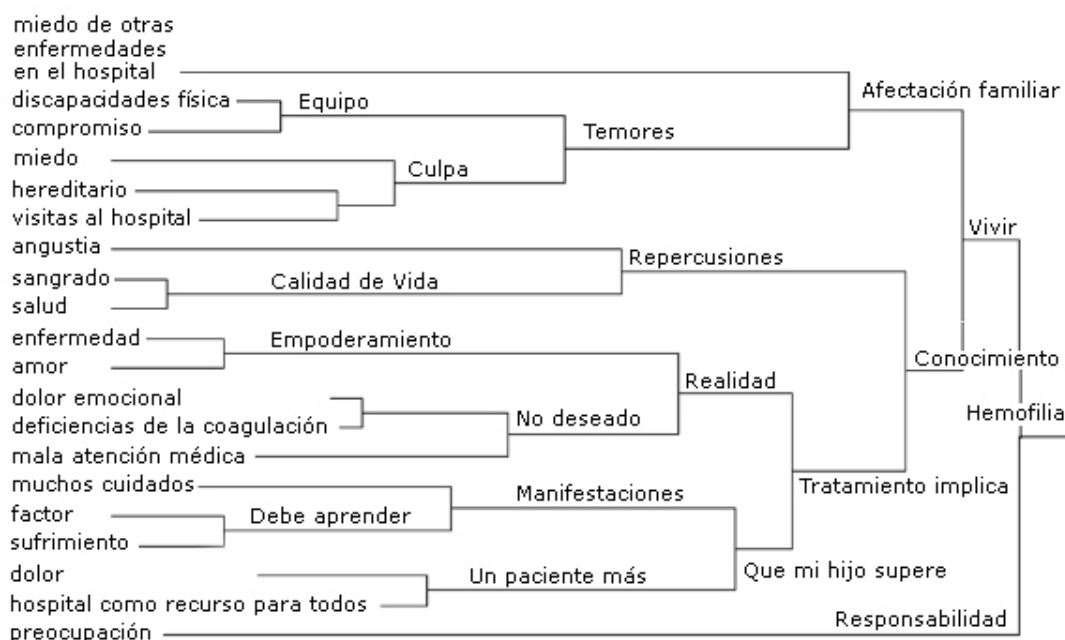 miedo de otras
enfermedades
en el hospital
Afectación familiar
discapacidades física
Equipo
compromiso
Temores
miedo
Culpa
hereditario
visitas al hospital
Vivir
angustia
Repercusiones
sangrado
Calidad de Vida
salud
enfermedad
Empoderamiento
Conocimiento
amor
Realidad
dolor emocional
Hemofilia
No deseado
deficiencias de la coagulación
mala atención médica
muchos cuidados
Manifestaciones
Tratamiento implica
factor
Debe aprender
sufrimiento
dolor
Un paciente más
Que mi hijo supere
hospital como recurso para todos
Responsabilidad
preocupación